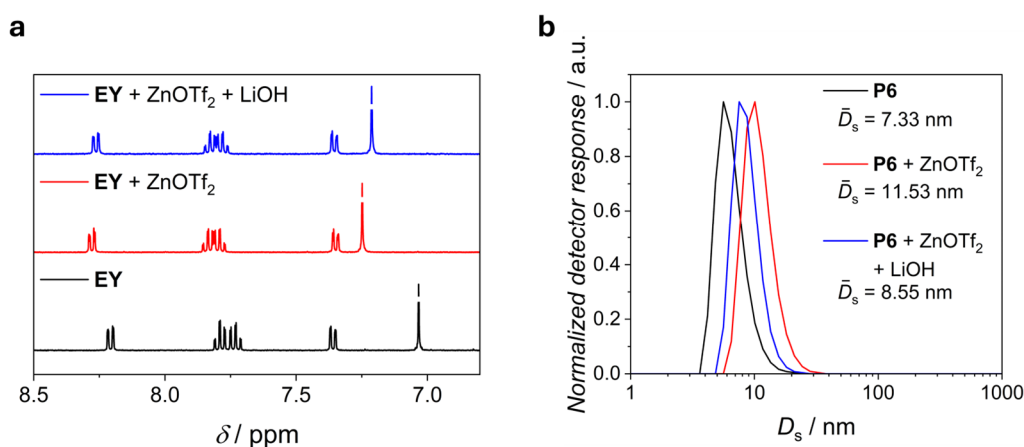 a
EY + ZnOTf₂ + LiOH
EY + ZnOTf₂
EY
8.5 8.0 7.5 7.0
δ / ppm
b
Normalized detector response / a.u.
1.0
0.8
0.6
0.4
0.2
0.0
P6
D̄ₛ = 7.33 nm
P6 + ZnOTf₂
D̄ₛ = 11.53 nm
P6 + ZnOTf₂
+ LiOH
D̄ₛ = 8.55 nm
1 10 100 1000
Dₛ / nm